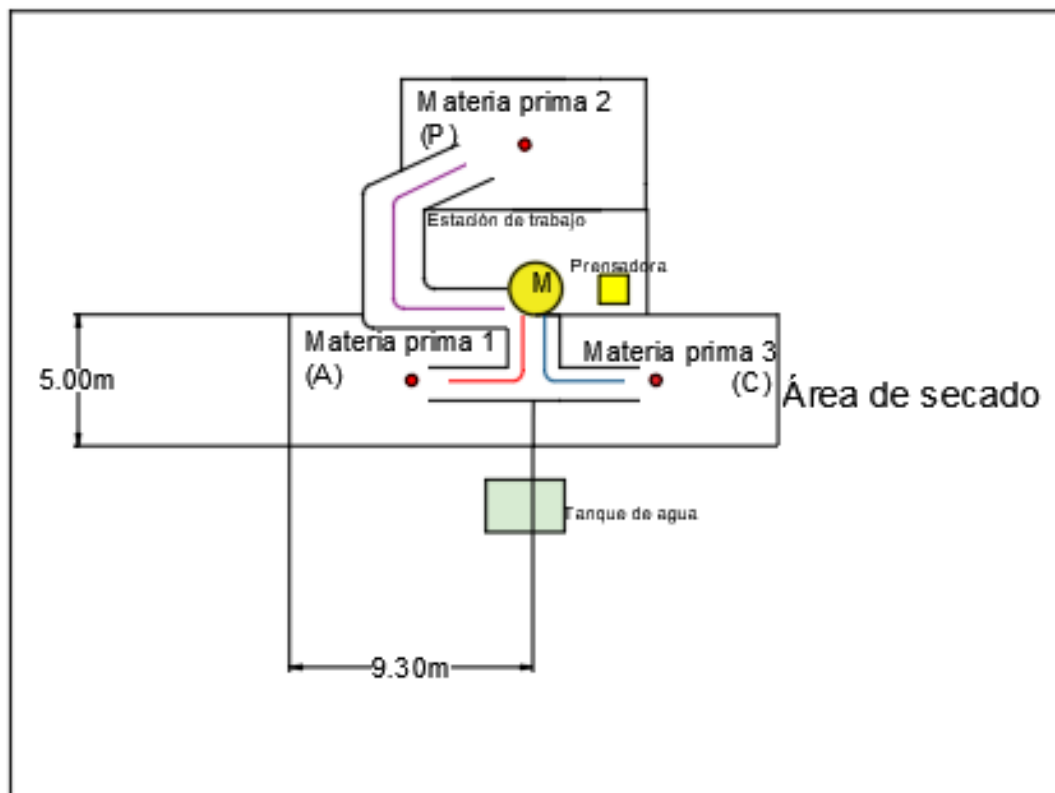 Materia prima 2
(P)
Estación de trabajo
Prensadora
M
Materia prima 1
(A)
Materia prima 3
(C)
5.00m
Área de secado
Tanque de agua
9.30m